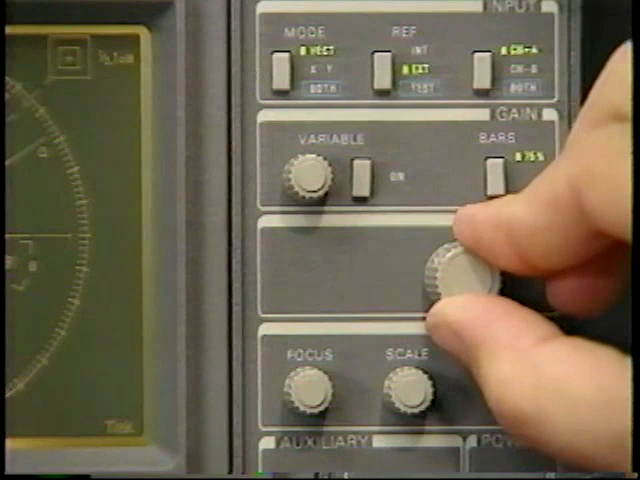 INPUT
MODE
REF
VECT
INT
CH-A
X Y
EXT
CH-B
BOTH
TEST
BOTH
GAIN
VARIABLE
BARS
75%
ON
FOCUS
SCALE
Tek
AUXILIARY